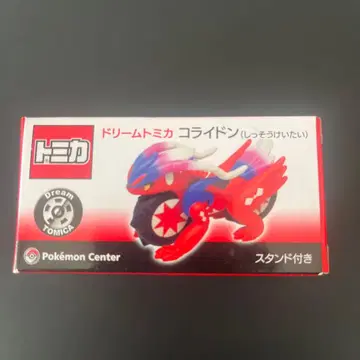 トミカ
ドリームトミカ コライドン(しっそうけいたい)
Dream
TOMICA
Pokémon Center
スタンド付き